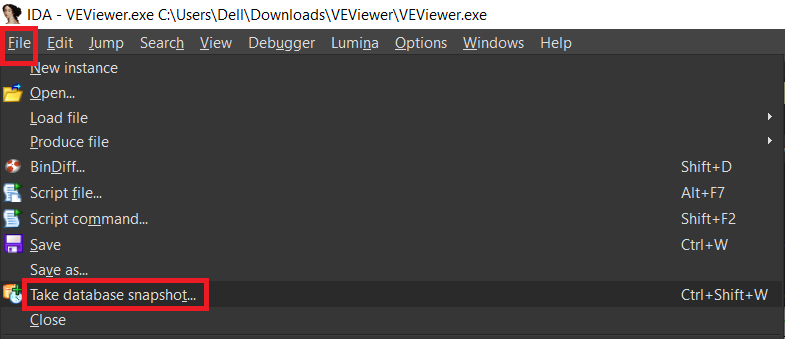 IDA - VEViewer.exe C:\Users\Dell\Downloads\VEViewer\VEViewer.exe
File Edit Jump Search View Debugger Lumina Options Windows Help
New instance
Open...
Load file
Produce file
BinDiff... Shift+D
Script file... Alt+F7
Script command... Shift+F2
Save Ctrl+W
Save as...
Take database snapshot... Ctrl+Shift+W
Close